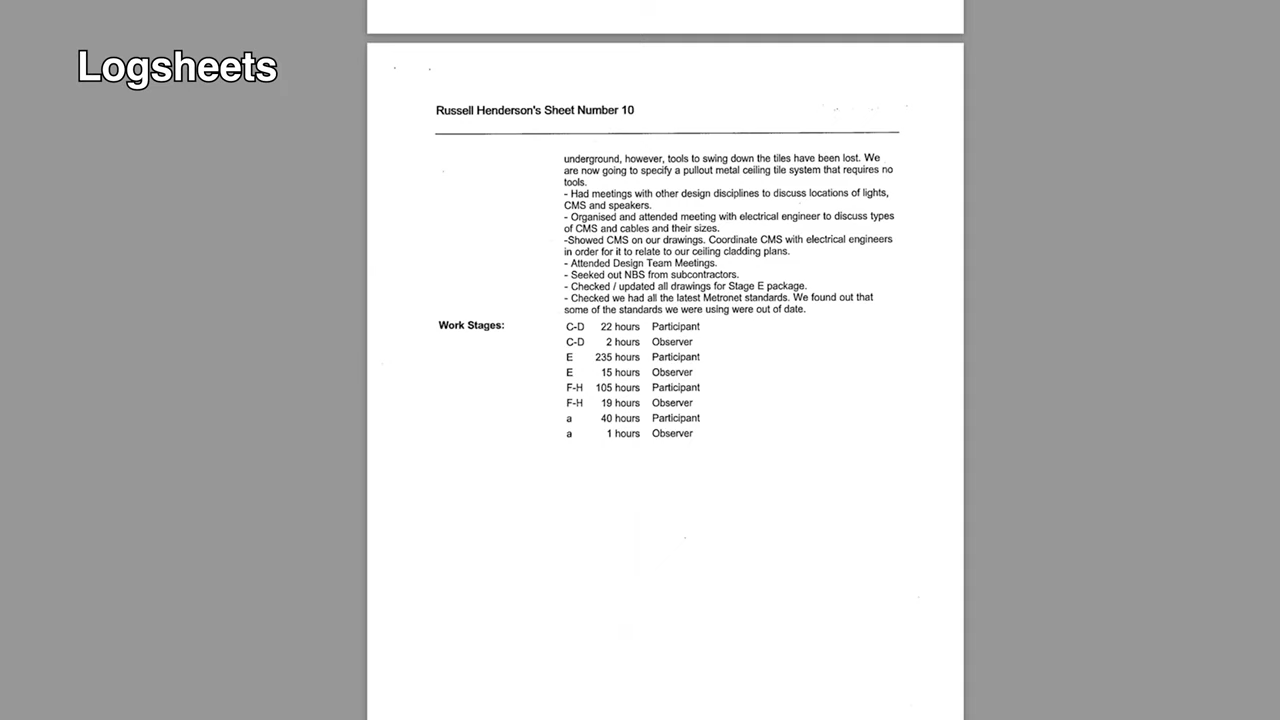 Logsheets
Russell Henderson's Sheet Number 10
underground, however, tools to swing down the tiles have been lost. We
are now going to specify a pullout metal ceiling tile system that requires no
tools.
- Had meetings with other design disciplines to discuss locations of lights,
CMS and speakers.
- Organised and attended meeting with electrical engineer to discuss types
of CMS and cables and their sizes.
-Showed CMS on our drawings. Coordinate CMS with electrical engineers
in order for it to relate to our ceiling cladding plans.
- Attended Design Team Meetings.
- Seeked out NBS from subcontractors.
- Checked / updated all drawings for Stage E package.
- Checked we had all the latest Metronet standards. We found out that
some of the standards we were using were out of date.
Work Stages: C-D 22 hours Participant
C-D 2 hours Observer
E 235 hours Participant
E 15 hours Observer
F-H 105 hours Participant
F-H 19 hours Observer
a 40 hours Participant
a 1 hours Observer